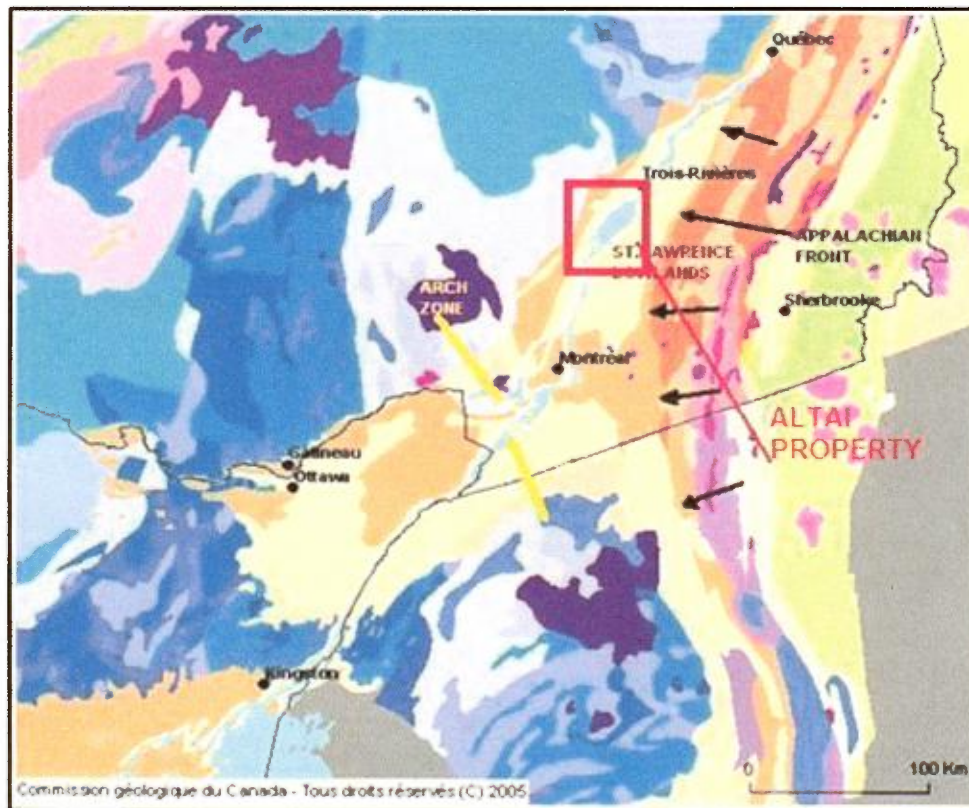 Québec
Trois-Rivières
APPALACHIAN
FRONT
ST. LAWRENCE
LOWLANDS
Sherbrooke
ARCH
ZONE
Montréal
ALTAI
PROPERTY
Gatineau
Ottawa
Kingston
0
100 Km
Commission géologique du Canada - Tous droits réservés (C) 2005